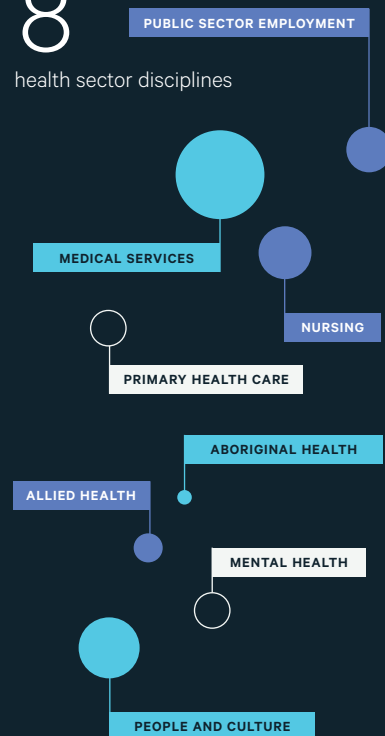 8
PUBLIC SECTOR EMPLOYMENT
health sector disciplines
MEDICAL SERVICES
NURSING
PRIMARY HEALTH CARE
ABORIGINAL HEALTH
ALLIED HEALTH
MENTAL HEALTH
PEOPLE AND CULTURE